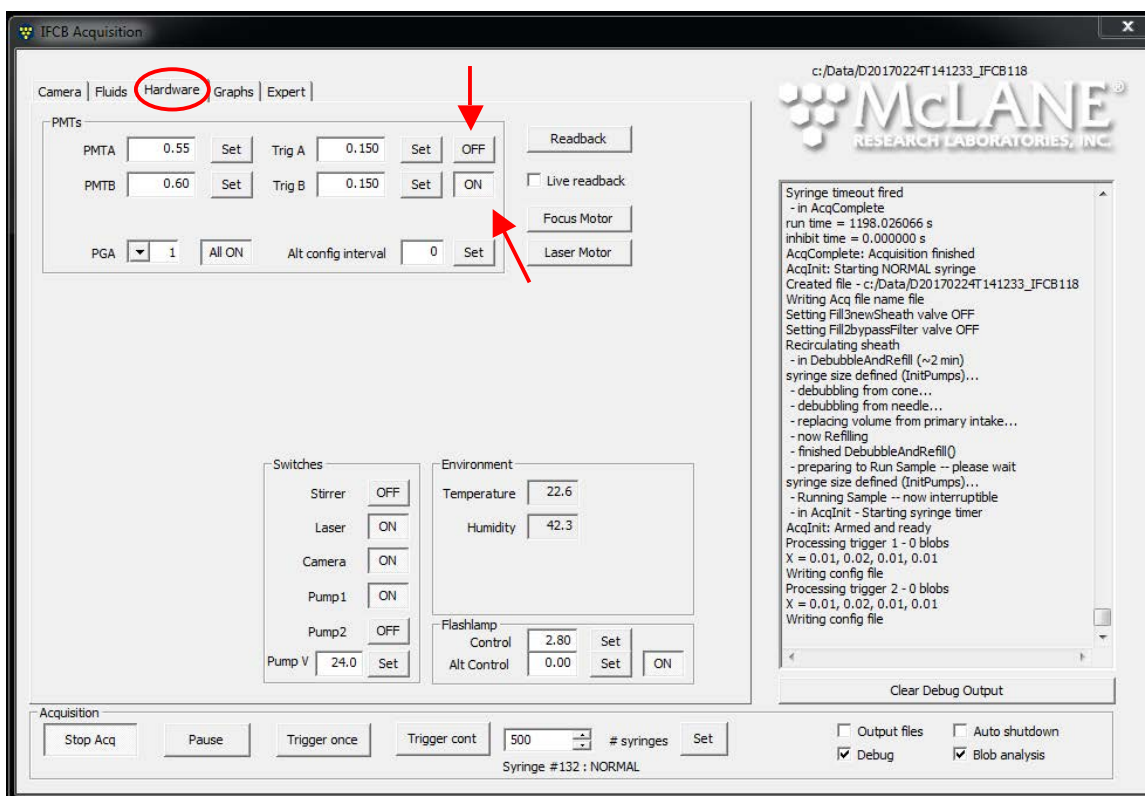 IFCB Acquisition
x
c:/Data/D20170224T141233_IFCB118
McLANE®
RESEARCH LABORATORIES, INC.
Camera Fluids Hardware Graphs Expert
PMTs
PMTA 0.55 Set Trig A 0.150 Set OFF
PMTB 0.60 Set Trig B 0.150 Set ON
PGA 1 All ON Alt config interval 0 Set
Readback
Live readback
Focus Motor
Laser Motor
Switches
Stirrer OFF
Laser ON
Camera ON
Pump1 ON
Pump2 OFF
Pump V 24.0 Set
Environment
Temperature 22.6
Humidity 42.3
Flashlamp
Control 2.80 Set
Alt Control 0.00 Set ON
Syringe timeout fired
- in AcqComplete
run time = 1198.026066 s
inhibit time = 0.000000 s
AcqComplete: Acquisition finished
AcqInit: Starting NORMAL syringe
Created file - c:/Data/D20170224T141233_IFCB118
Writing Acq file name file
Setting Fill3newSheath valve OFF
Setting Fill2bypassFilter valve OFF
Recirculating sheath
- in DebubbleAndRefill (~2 min)
syringe size defined (InitPumps)...
- debubbling from cone...
- debubbling from needle...
- replacing volume from primary intake...
- now Refilling
- finished DebubbleAndRefill()
- preparing to Run Sample -- please wait
syringe size defined (InitPumps)...
- Running Sample -- now interruptible
- in AcqInit - Starting syringe timer
AcqInit: Armed and ready
Processing trigger 1 - 0 blobs
X = 0.01, 0.02, 0.01, 0.01
Writing config file
Processing trigger 2 - 0 blobs
X = 0.01, 0.02, 0.01, 0.01
Writing config file
Clear Debug Output
Acquisition
Stop Acq Pause Trigger once Trigger cont 500 # syringes Set
Syringe #132 : NORMAL
Output files Auto shutdown
Debug Blob analysis